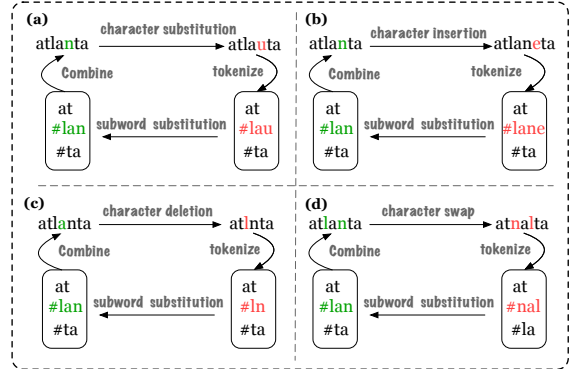 (a)
character substitution
atlanta
atlauta
Combine
tokenize
at
#lan
#ta
subword substitution
at
#lau
#ta
(b)
character insertion
atlanta
atlaneta
Combine
tokenize
at
#lan
#ta
subword substitution
at
#lane
#ta
(c)
character deletion
atlanta
atlnta
Combine
tokenize
at
#lan
#ta
subword substitution
at
#ln
#ta
(d)
character swap
atlanta
atnalta
Combine
tokenize
at
#lan
#ta
subword substitution
at
#nal
#la